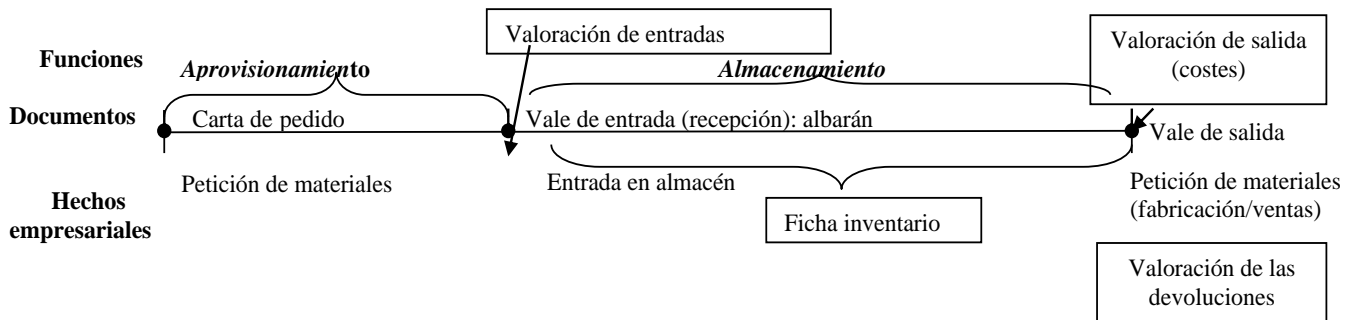 Valoración de entradas
Valoración de salida
(costes)
Funciones
Aprovisionamiento
Almacenamiento
Documentos
Carta de pedido
Vale de entrada (recepción): albarán
Vale de salida
Hechos
empresariales
Petición de materiales
Entrada en almacén
Petición de materiales
(fabricación/ventas)
Ficha inventario
Valoración de las
devoluciones